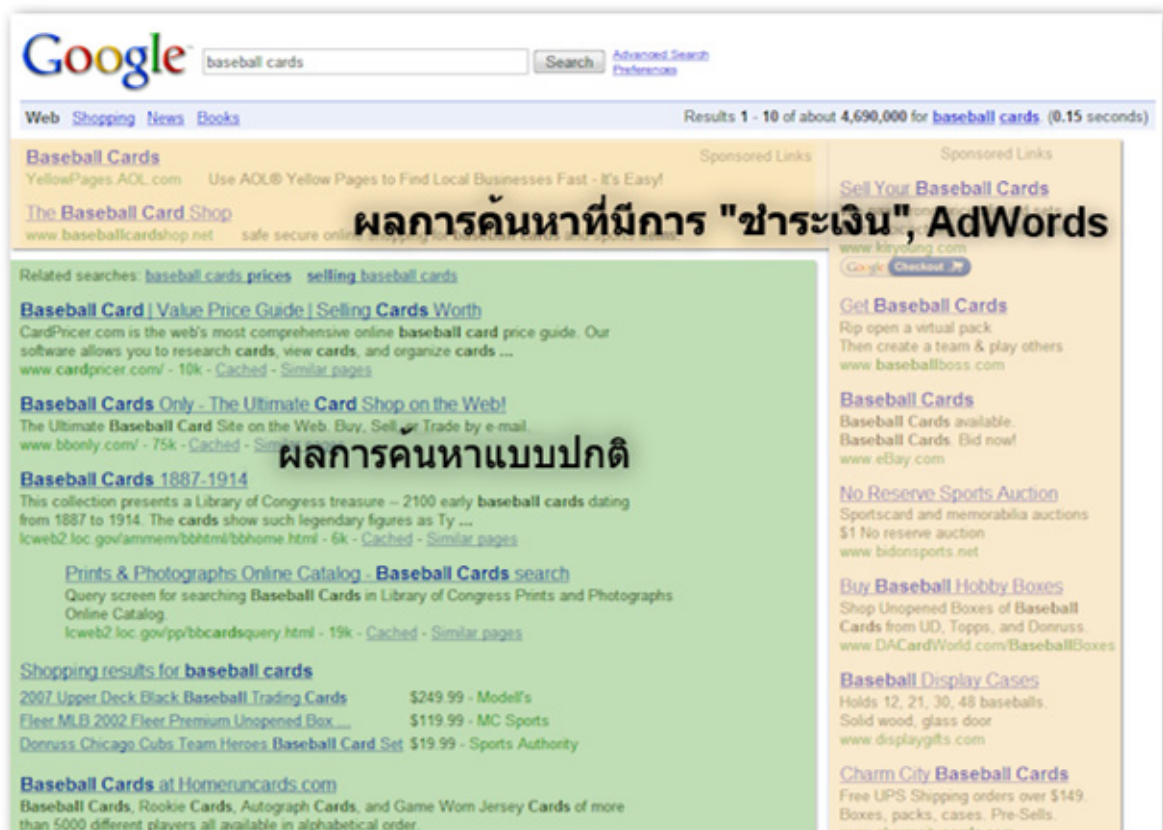 Google
baseball cards
Search
Advanced Search
Preferences
Web Shopping News Books
Results 1 - 10 of about 4,690,000 for baseball cards. (0.15 seconds)
Baseball Cards
Sponsored Links
YellowPages.AOL.com Use AOL® Yellow Pages to Find Local Businesses Fast - It's Easy!
The Baseball Card Shop
www.baseballcardshop.net safe secure online shopping for baseball cards and sports
ผลการค้นหาที่มีการ "ชำระเงิน", AdWords
Related searches: baseball cards prices selling baseball cards
Baseball Card | Value Price Guide | Selling Cards Worth
CardPricer.com is the web's most comprehensive online baseball card price guide. Our
software allows you to research cards, view cards, and organize cards ...
www.cardpricer.com/ - 10k - Cached - Similar pages
Baseball Cards Only - The Ultimate Card Shop on the Web!
The Ultimate Baseball Card Site on the Web. Buy, Sell, or Trade by e-mail.
www.bbonly.com/ - 75k - Cached - Similar pages
ผลการค้นหาแบบปกติ
Baseball Cards 1887-1914
This collection presents a Library of Congress treasure -- 2100 early baseball cards dating
from 1887 to 1914. The cards show such legendary figures as Ty ...
lcweb2.loc.gov/ammem/bbhtml/bbhome.html - 6k - Cached - Similar pages
Prints & Photographs Online Catalog - Baseball Cards search
Query screen for searching Baseball Cards in Library of Congress Prints and Photographs
Online Catalog.
lcweb2.loc.gov/pp/bbcardsquery.html - 19k - Cached - Similar pages
Shopping results for baseball cards
2007 Upper Deck Black Baseball Trading Cards $249.99 - Modell's
Fleer MLB 2002 Fleer Premium Unopened Box ... $119.99 - MC Sports
Donruss Chicago Cubs Team Heroes Baseball Card Set $19.99 - Sports Authority
Baseball Cards at Homeruncards.com
Baseball Cards, Rookie Cards, Autograph Cards, and Game Worn Jersey Cards of more
than 5000 different players all available in alphabetical order.
Sponsored Links
Sell Your Baseball Cards
www.kityoung.com
Google Checkout
Get Baseball Cards
Rip open a virtual pack
Then create a team & play others
www.baseballboss.com
Baseball Cards
Baseball Cards available.
Baseball Cards. Bid now!
www.eBay.com
No Reserve Sports Auction
Sportscard and memorabilia auctions
$1 No reserve auction
www.bidonsports.net
Buy Baseball Hobby Boxes
Shop Unopened Boxes of Baseball
Cards from UD, Topps, and Donruss.
www.DACardWorld.com/BaseballBoxes
Baseball Display Cases
Holds 12, 21, 30, 48 baseballs.
Solid wood, glass door
www.displaygifts.com
Charm City Baseball Cards
Free UPS Shipping orders over $149.
Boxes, packs, cases. Pre-Sells.